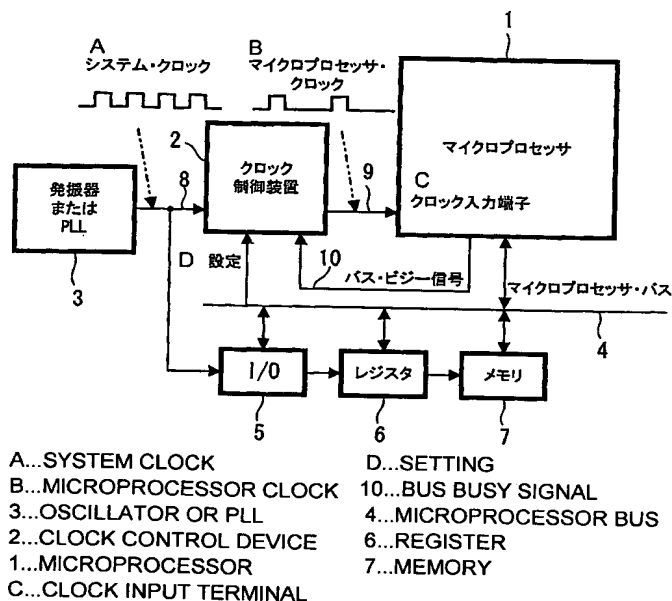 1
A
システム・クロック
B
マイクロプロセッサ・
クロック
2
クロック
制御装置
マイクロプロセッサ
C
クロック入力端子
発振器
または
PLL
8
9
3
D 設定
10
バス・ビジー信号
マイクロプロセッサ・バス
4
I/O
レジスタ
メモリ
5
6
7
A...SYSTEM CLOCK
B...MICROPROCESSOR CLOCK
3...OSCILLATOR OR PLL
2...CLOCK CONTROL DEVICE
1...MICROPROCESSOR
C...CLOCK INPUT TERMINAL
D...SETTING
10...BUS BUSY SIGNAL
4...MICROPROCESSOR BUS
6...REGISTER
7...MEMORY